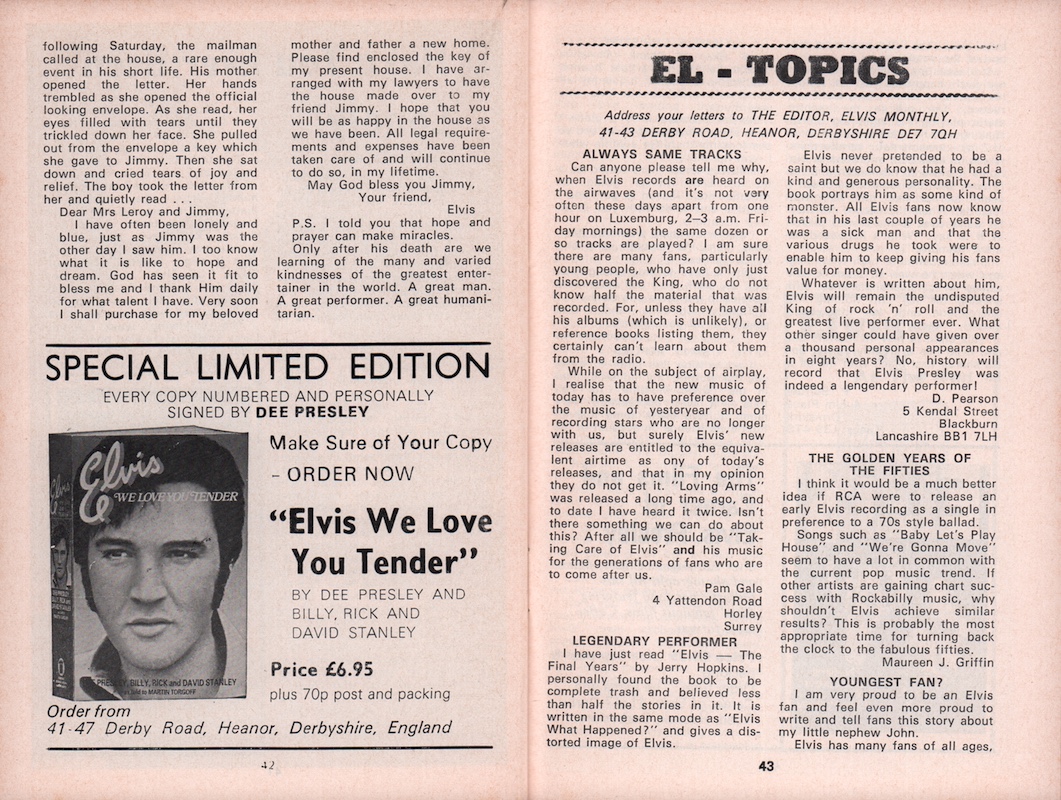 following Saturday, the mailman
called at the house, a rare enough
event in his short life. His mother
opened the letter. Her hands
trembled as she opened the official
looking envelope. As she read, her
eyes filled with tears until they
trickled down her face. She pulled
out from the envelope a key which
she gave to Jimmy. Then she sat
down and cried tears of joy and
relief. The boy took the letter from
her and quietly read . . .
Dear Mrs Leroy and Jimmy,
I have often been lonely and
blue, just as Jimmy was the
other day I saw him. I too know
what it is like to hope and
dream. God has seen it fit to
bless me and I thank Him daily
for what talent I have. Very soon
I shall purchase for my beloved
mother and father a new home.
Please find enclosed the key of
my present house. I have ar-
ranged with my lawyers to have
the house made over to my
friend Jimmy. I hope that you
will be as happy in the house as
we have been. All legal require-
ments and expenses have been
taken care of and will continue
to do so, in my lifetime.
May God bless you Jimmy,
Your friend,
Elvis
P.S. I told you that hope and
prayer can make miracles.
Only after his death are we
learning of the many and varied
kindnesses of the greatest enter-
tainer in the world. A great man.
A great performer. A great humani-
tarian.
SPECIAL LIMITED EDITION
EVERY COPY NUMBERED AND PERSONALLY
SIGNED BY DEE PRESLEY
Elvis
Elvis
WE LOVE YOU TENDER
BILLY, RICK and DAVID STANLEY
as told to MARTIN TORGOFF
Make Sure of Your Copy
– ORDER NOW
"Elvis We Love
You Tender"
BY DEE PRESLEY AND
BILLY, RICK AND
DAVID STANLEY
Price £6.95
plus 70p post and packing
Order from
41-47 Derby Road, Heanor, Derbyshire, England
42
EL - TOPICS
Address your letters to THE EDITOR, ELVIS MONTHLY,
41-43 DERBY ROAD, HEANOR, DERBYSHIRE DE7 7QH
ALWAYS SAME TRACKS
Can anyone please tell me why,
when Elvis records are heard on
the airwaves (and it's not very
often these days apart from one
hour on Luxemburg, 2–3 a.m. Fri-
day mornings) the same dozen or
so tracks are played? I am sure
there are many fans, particularly
young people, who have only just
discovered the King, who do not
know half the material that was
recorded. For, unless they have all
his albums (which is unlikely), or
reference books listing them, they
certainly can't learn about them
from the radio.
While on the subject of airplay,
I realise that the new music of
today has to have preference over
the music of yesteryear and of
recording stars who are no longer
with us, but surely Elvis' new
releases are entitled to the equiva-
lent airtime as any of today's
releases, and that in my opinion
they do not get it. "Loving Arms"
was released a long time ago, and
to date I have heard it twice. Isn't
there something we can do about
this? After all we should be "Tak-
ing Care of Elvis" and his music
for the generations of fans who are
to come after us.
Pam Gale
4 Yattendon Road
Horley
Surrey
LEGENDARY PERFORMER
I have just read "Elvis — The
Final Years" by Jerry Hopkins. I
personally found the book to be
complete trash and believed less
than half the stories in it. It is
written in the same mode as "Elvis
What Happened?" and gives a dis-
torted image of Elvis.
Elvis never pretended to be a
saint but we do know that he had a
kind and generous personality. The
book portrays him as some kind of
monster. All Elvis fans now know
that in his last couple of years he
was a sick man and that the
various drugs he took were to
enable him to keep giving his fans
value for money.
Whatever is written about him,
Elvis will remain the undisputed
King of rock 'n' roll and the
greatest live performer ever. What
other singer could have given over
a thousand personal appearances
in eight years? No, history will
record that Elvis Presley was
indeed a lengendary performer!
D. Pearson
5 Kendal Street
Blackburn
Lancashire BB1 7LH
THE GOLDEN YEARS OF
THE FIFTIES
I think it would be a much better
idea if RCA were to release an
early Elvis recording as a single in
preference to a 70s style ballad.
Songs such as "Baby Let's Play
House" and "We're Gonna Move"
seem to have a lot in common with
the current pop music trend. If
other artists are gaining chart suc-
cess with Rockabilly music, why
shouldn't Elvis achieve similar
results? This is probably the most
appropriate time for turning back
the clock to the fabulous fifties.
Maureen J. Griffin
YOUNGEST FAN?
I am very proud to be an Elvis
fan and feel even more proud to
write and tell fans this story about
my little nephew John.
Elvis has many fans of all ages,
43